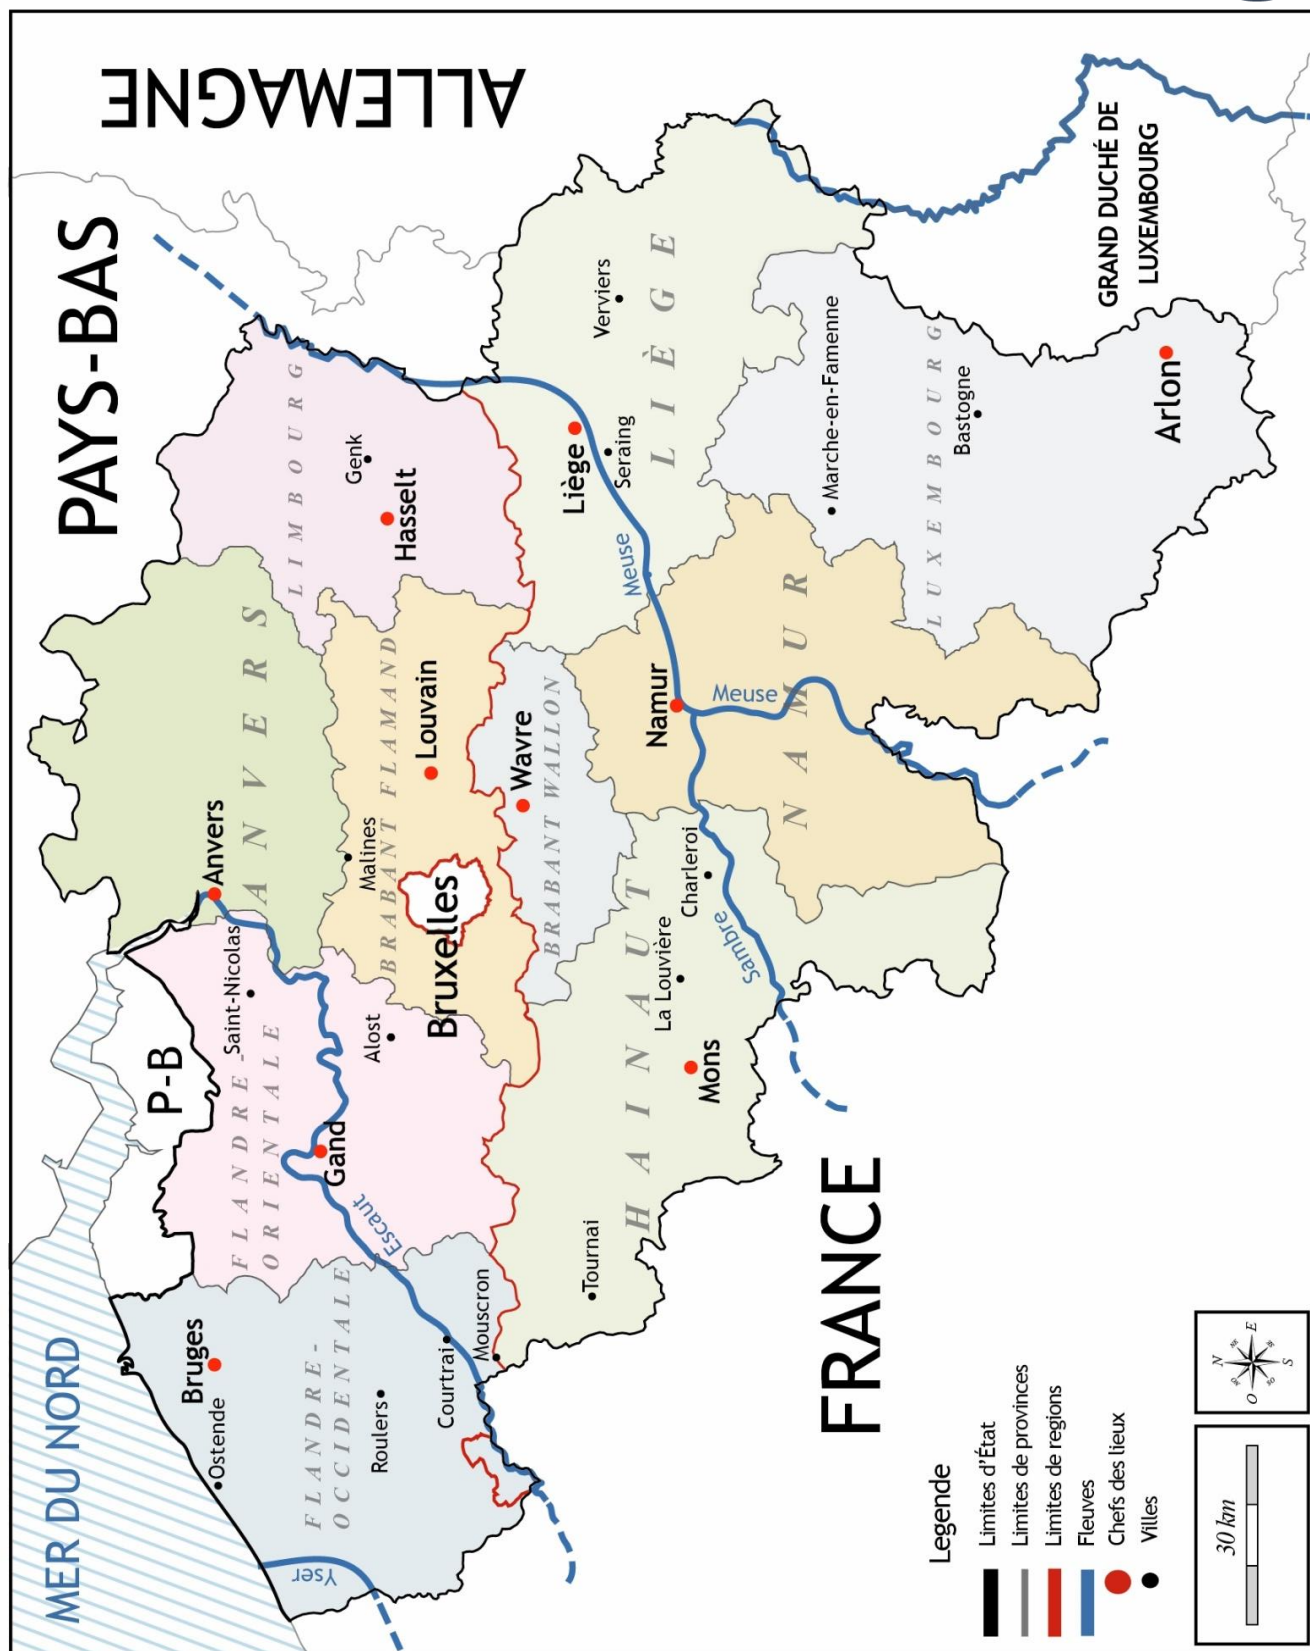 MER DU NORD
PAYS-BAS
ALLEMAGNE
P-B
FRANCE
GRAND DUCHÉ DE
LUXEMBOURG
FLANDRE-
OCCIDENTALE
Bruges
Ostende
Roulers
Courtrai
Yser
FLANDRE-
ORIENTALE
Saint-Nicolas
Gand
Alost
Escaut
ANVERS
Anvers
Malines
LIMBOURG
Genk
Hasselt
BRABANT FLAMAND
Louvain
Bruxelles
BRABANT WALLON
Wavre
HAINAUT
Mouscron
Tournai
Mons
La Louvière
Charleroi
Sambre
NAMUR
Namur
Meuse
Meuse
LIÈGE
Liège
Seraing
Verviers
LUXEMBOURG
Marche-en-Famenne
Bastogne
Arlon
Legende
Limites d'État
Limites de provinces
Limites de regions
Fleuves
Chefs des lieux
Villes
30 km
N
NE
E
SE
S
SO
O
NO